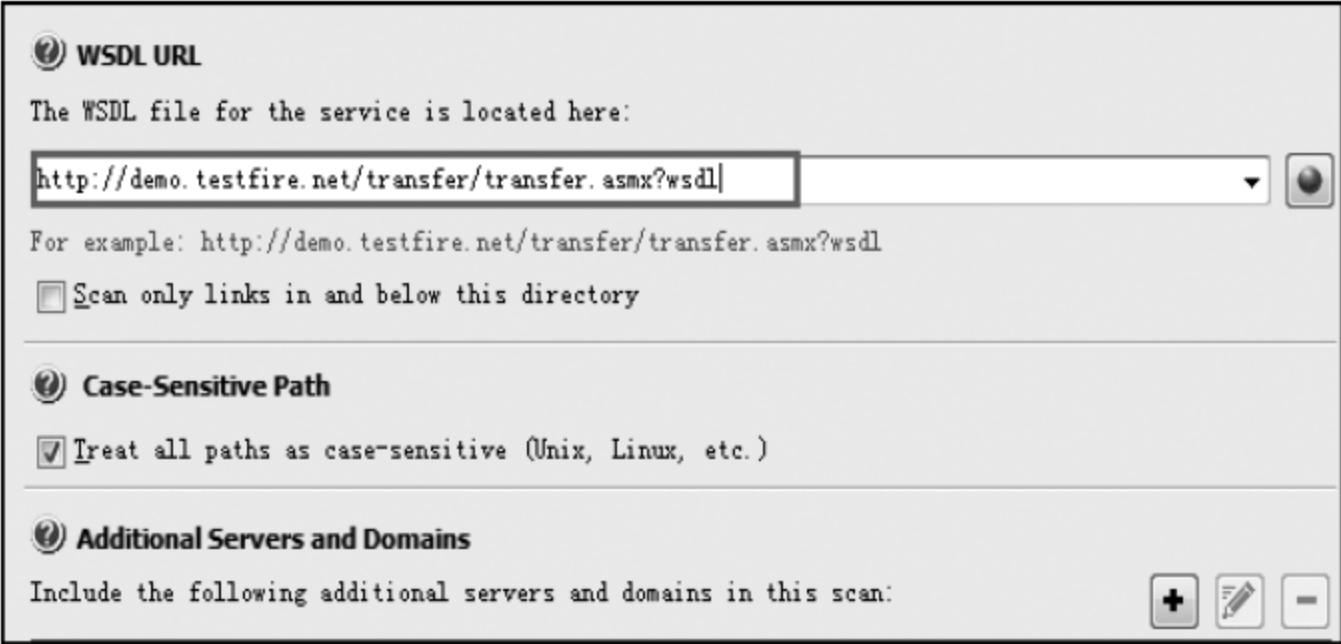 WSDL URL
The WSDL file for the service is located here:
http://demo.testfire.net/transfer/transfer.asmx?wsdl
For example: http://demo.testfire.net/transfer/transfer.asmx?wsdl
Scan only links in and below this directory
Case-Sensitive Path
Treat all paths as case-sensitive (Unix, Linux, etc.)
Additional Servers and Domains
Include the following additional servers and domains in this scan: